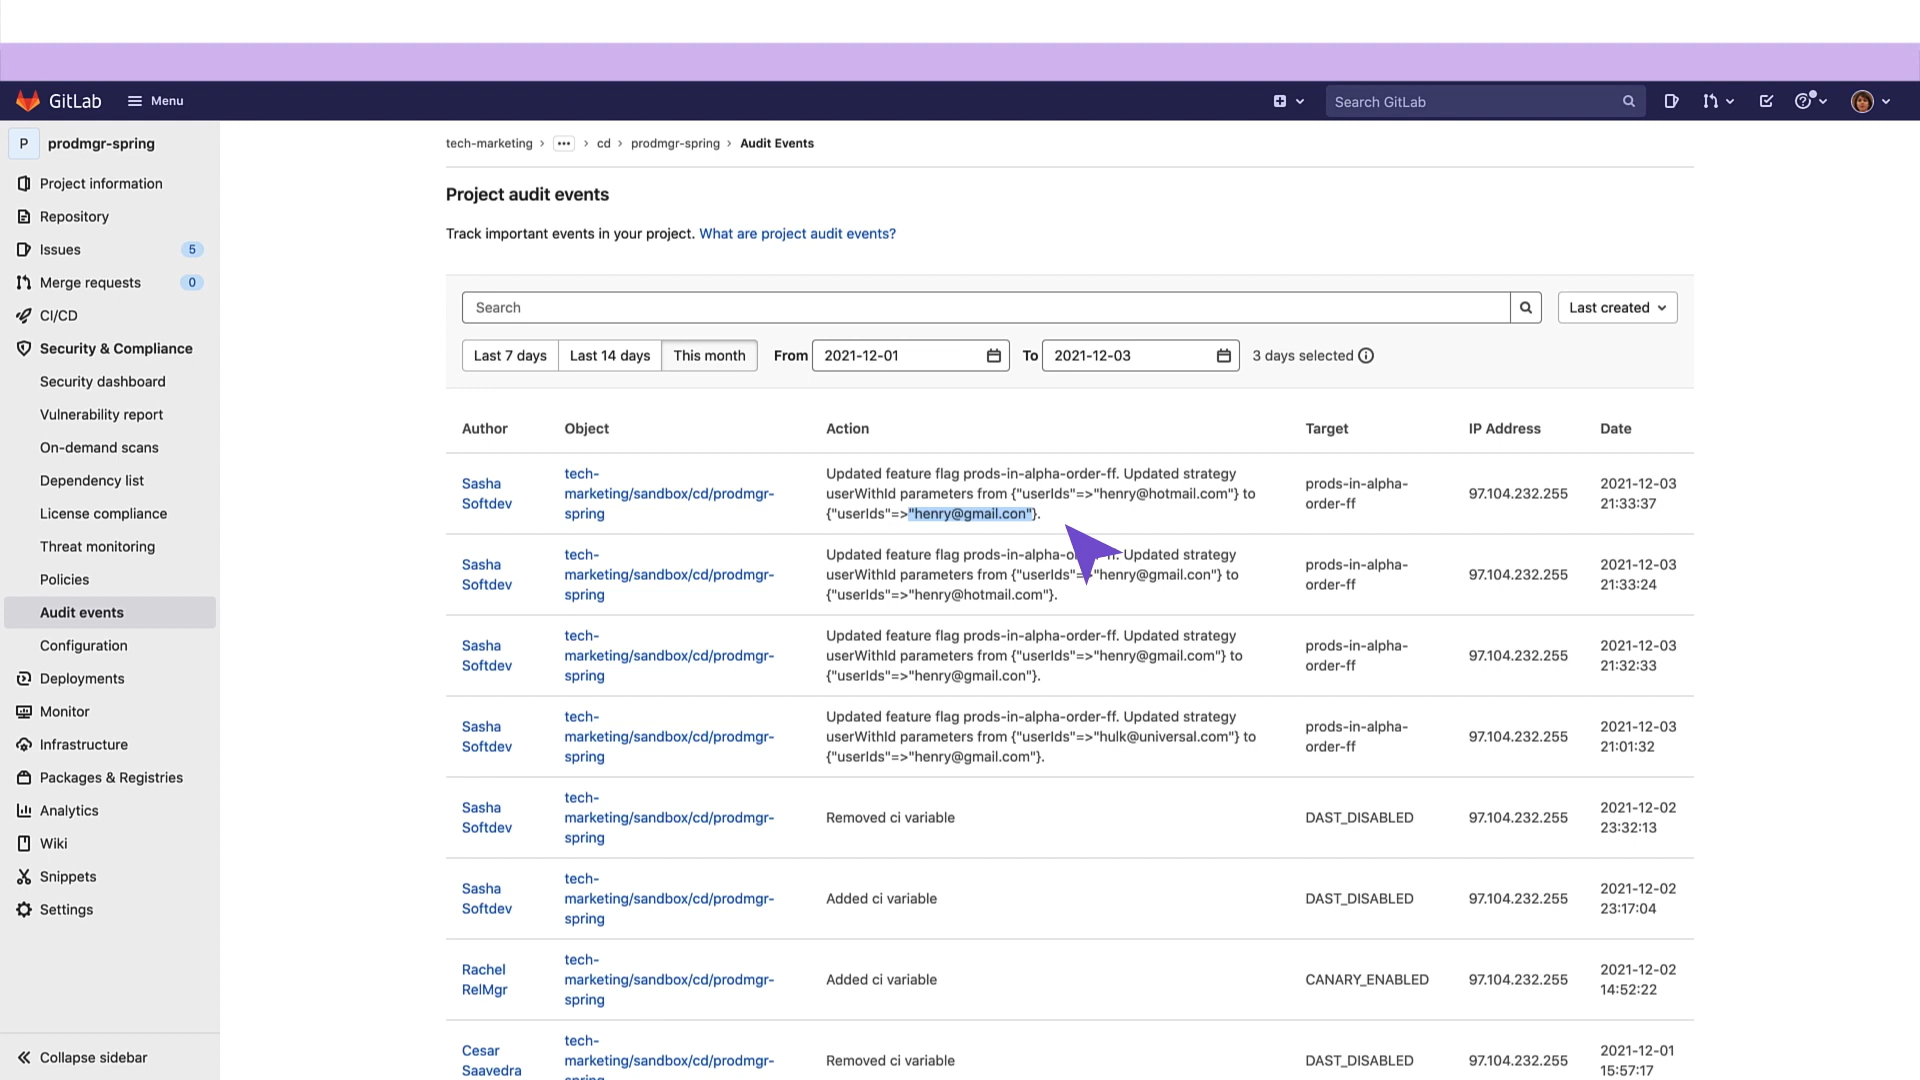 GitLab
Menu
Search GitLab
P
prodmgr-spring
Project information
Repository
Issues
5
Merge requests
0
CI/CD
Security & Compliance
Security dashboard
Vulnerability report
On-demand scans
Dependency list
License compliance
Threat monitoring
Policies
Audit events
Configuration
Deployments
Monitor
Infrastructure
Packages & Registries
Analytics
Wiki
Snippets
Settings
Collapse sidebar
tech-marketing › ••• › cd › prodmgr-spring › Audit Events
Project audit events
Track important events in your project. What are project audit events?
Search
Last created
Last 7 days Last 14 days This month From 2021-12-01 To 2021-12-03 3 days selected
Author Object Action Target IP Address Date
Sasha
Softdev
tech-
marketing/sandbox/cd/prodmgr-
spring
Updated feature flag prods-in-alpha-order-ff. Updated strategy
userWithId parameters from {"userIds"=>"henry@hotmail.com"} to
{"userIds"=>"henry@gmail.con"}.
prods-in-alpha-
order-ff
97.104.232.255
2021-12-03
21:33:37
Sasha
Softdev
tech-
marketing/sandbox/cd/prodmgr-
spring
Updated feature flag prods-in-alpha-order-ff. Updated strategy
userWithId parameters from {"userIds"=>"henry@gmail.con"} to
{"userIds"=>"henry@hotmail.com"}.
prods-in-alpha-
order-ff
97.104.232.255
2021-12-03
21:33:24
Sasha
Softdev
tech-
marketing/sandbox/cd/prodmgr-
spring
Updated feature flag prods-in-alpha-order-ff. Updated strategy
userWithId parameters from {"userIds"=>"henry@gmail.com"} to
{"userIds"=>"henry@gmail.con"}.
prods-in-alpha-
order-ff
97.104.232.255
2021-12-03
21:32:33
Sasha
Softdev
tech-
marketing/sandbox/cd/prodmgr-
spring
Updated feature flag prods-in-alpha-order-ff. Updated strategy
userWithId parameters from {"userIds"=>"hulk@universal.com"} to
{"userIds"=>"henry@gmail.com"}.
prods-in-alpha-
order-ff
97.104.232.255
2021-12-03
21:01:32
Sasha
Softdev
tech-
marketing/sandbox/cd/prodmgr-
spring
Removed ci variable
DAST_DISABLED
97.104.232.255
2021-12-02
23:32:13
Sasha
Softdev
tech-
marketing/sandbox/cd/prodmgr-
spring
Added ci variable
DAST_DISABLED
97.104.232.255
2021-12-02
23:17:04
Rachel
RelMgr
tech-
marketing/sandbox/cd/prodmgr-
spring
Added ci variable
CANARY_ENABLED
97.104.232.255
2021-12-02
14:52:22
Cesar
Saavedra
tech-
marketing/sandbox/cd/prodmgr-
spring
Removed ci variable
DAST_DISABLED
97.104.232.255
2021-12-01
15:57:17